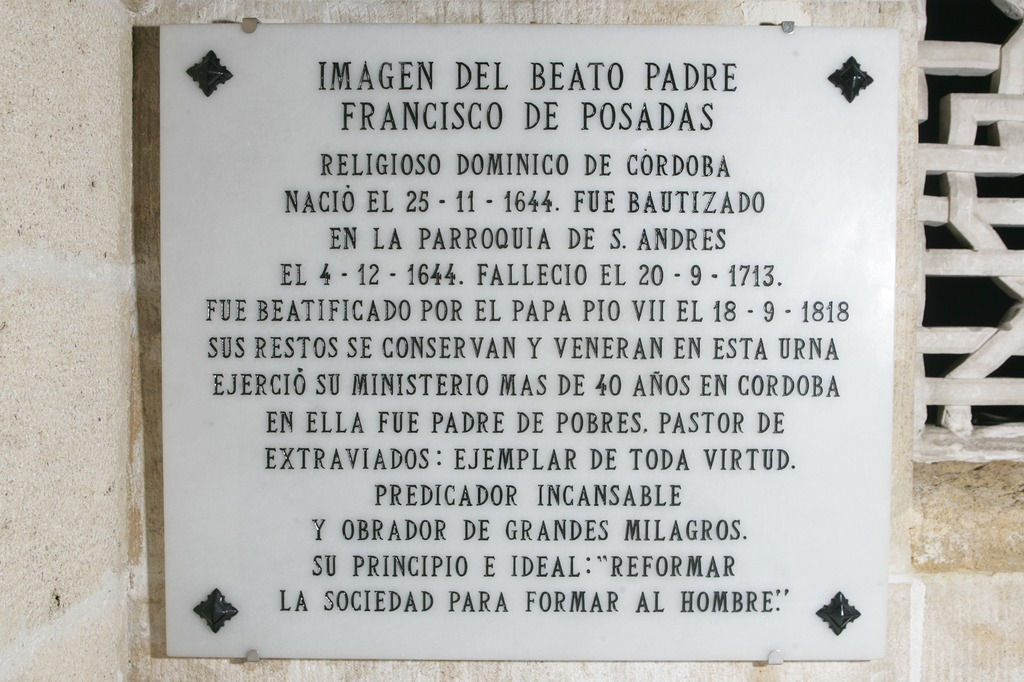 IMAGEN DEL BEATO PADRE
FRANCISCO DE POSADAS
RELIGIOSO DOMINICO DE CÓRDOBA
NACIÓ EL 25 - 11 - 1644. FUE BAUTIZADO
EN LA PARROQUIA DE S. ANDRES
EL 4 - 12 - 1644. FALLECIO EL 20 - 9 - 1713.
FUE BEATIFICADO POR EL PAPA PIO VII EL 18 - 9 - 1818
SUS RESTOS SE CONSERVAN Y VENERAN EN ESTA URNA
EJERCIÓ SU MINISTERIO MAS DE 40 AÑOS EN CORDOBA
EN ELLA FUE PADRE DE POBRES. PASTOR DE
EXTRAVIADOS: EJEMPLAR DE TODA VIRTUD.
PREDICADOR INCANSABLE
Y OBRADOR DE GRANDES MILAGROS.
SU PRINCIPIO E IDEAL: "REFORMAR
LA SOCIEDAD PARA FORMAR AL HOMBRE."